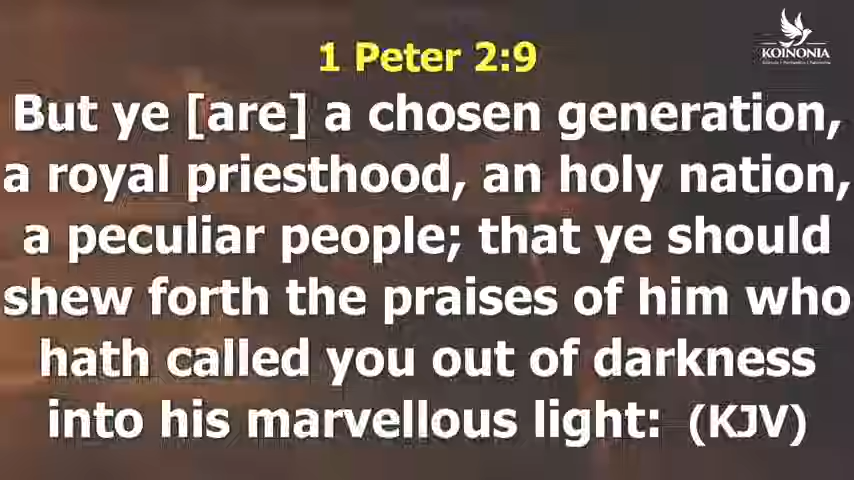 1 Peter 2:9
KOINONIA
But ye [are] a chosen generation,
a royal priesthood, an holy nation,
a peculiar people; that ye should
shew forth the praises of him who
hath called you out of darkness
into his marvellous light: (KJV)